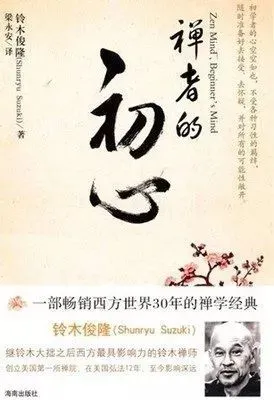 初学者的心空空如也,不受各种习性的羁绊,
随时准备好去接受、去怀疑,并对所有的可能性敞开。
Zen Mind, Beginner's Mind
禅者的
初心
铃木俊隆(Shunryu Suzuki)/著
梁永安/译
一部畅销西方世界30年的禅学经典
铃木俊隆(Shunryu Suzuki)
继铃木大拙之后西方最具影响力的铃木禅师
创立美国第一所禅院,在美国弘法12年,至今影响深远
海南出版社